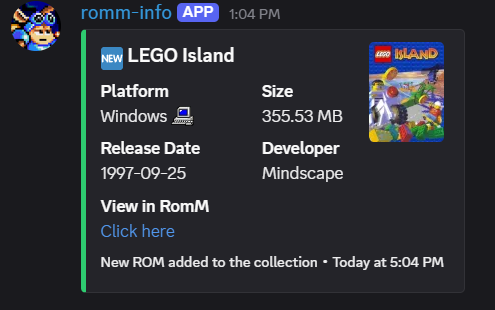 romm-info APP 1:04 PM
NEW LEGO Island
LEGO ISLAND
Platform Size
Windows 355.53 MB
Release Date Developer
1997-09-25 Mindscape
View in RomM
Click here
New ROM added to the collection • Today at 5:04 PM